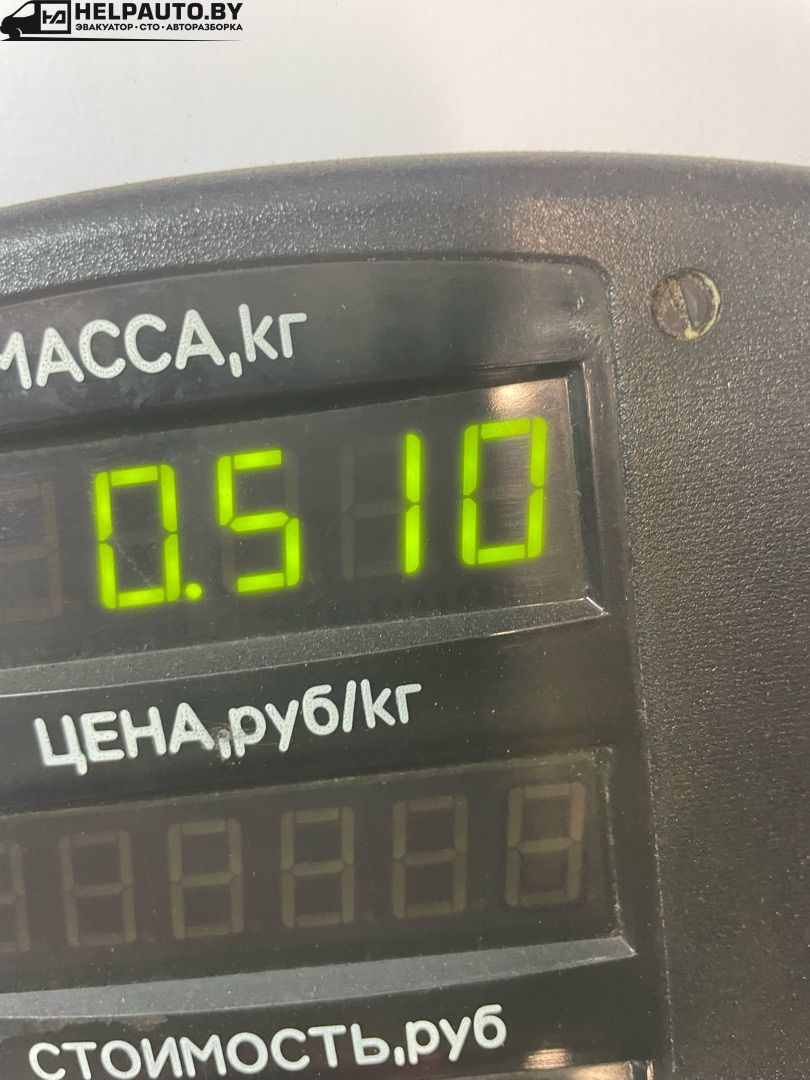 HELPAUTO.BY
ЭВАКУАТОР • СТО • АВТОРАЗБОРКА
МАССА,кг
0.510
ЦЕНА,руб/кг
СТОИМОСТЬ,руб